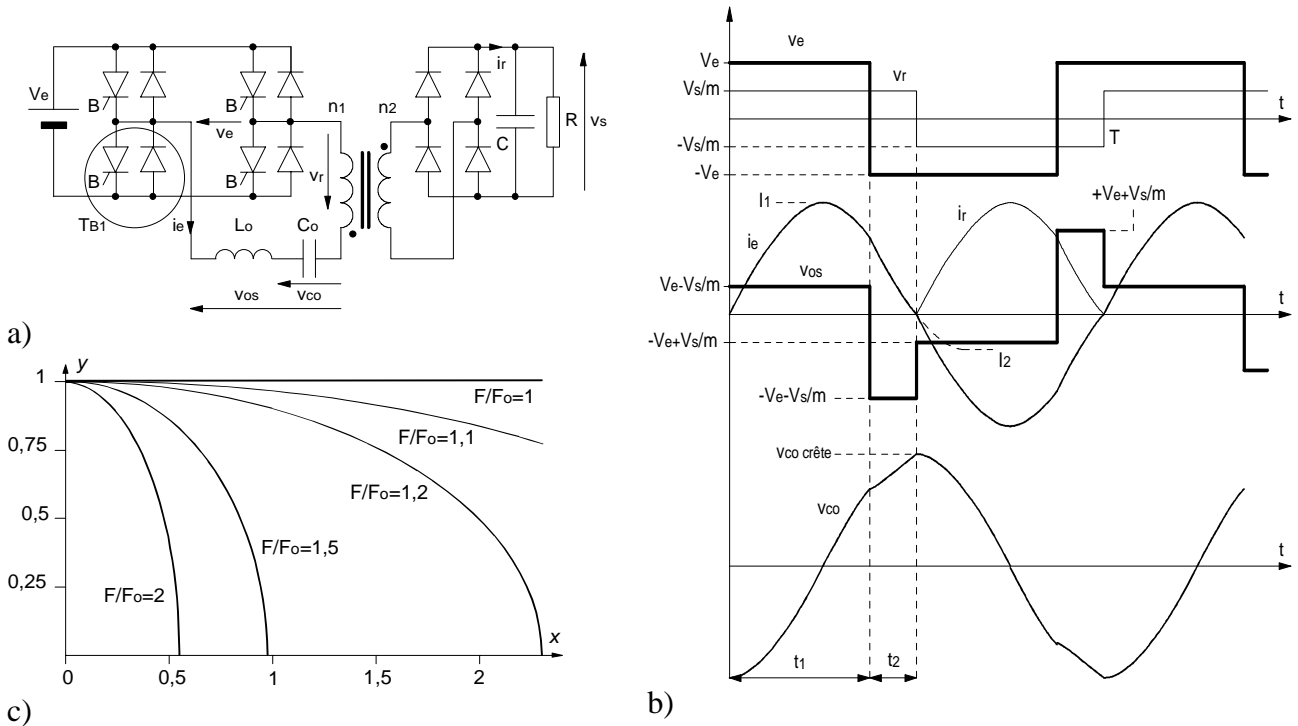 Ve
B
B
B
B
TB1
ve
ie
Lo
Co
vco
vos
n1
n2
vr
ir
C
R
vs
a)
y
1
0,75
0,5
0,25
0
0,5
1
1,5
2
x
F/Fo=1
F/Fo=1,1
F/Fo=1,2
F/Fo=1,5
F/Fo=2
c)
ve
Ve
Vs/m
vr
t
-Vs/m
T
-Ve
I1
+Ve+Vs/m
ir
ie
Ve-Vs/m
vos
t
-Ve+Vs/m
I2
-Ve-Vs/m
vco crête
vco
t
t1
t2
b)